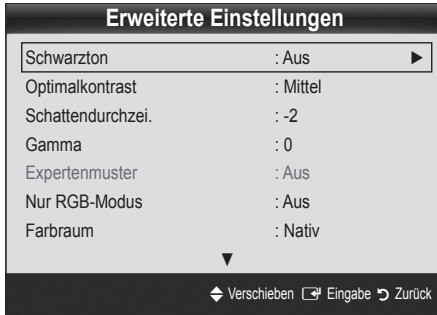 Erweiterte Einstellungen
Schwarzton : Aus ▶
Optimalkontrast : Mittel
Schattendurchzei. : -2
Gamma : 0
Expertenmuster : Aus
Nur RGB-Modus : Aus
Farbraum : Nativ
▼
Verschieben Eingabe Zurück